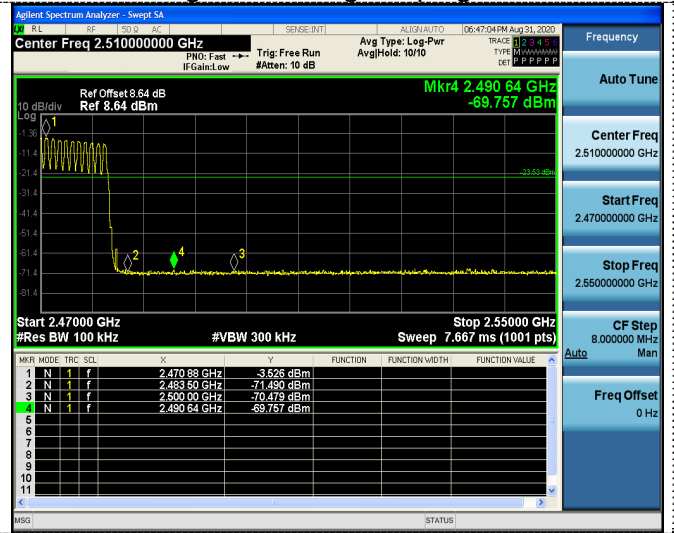 Agilent Spectrum Analyzer - Swept SA
LXI RL RF 50 Ω AC SENSE:INT ALIGN AUTO 06:47:04 PM Aug 31, 2020
Center Freq 2.510000000 GHz
PNO: Fast
IFGain:Low
Trig: Free Run
#Atten: 10 dB
Avg Type: Log-Pwr
Avg|Hold: 10/10
TRACE 1 2 3 4 5 6
TYPE M W W W W W
DET P P P P P P
Mkr4 2.490 64 GHz
-69.757 dBm
Ref Offset 8.64 dB
10 dB/div Ref 8.64 dBm
Log
1
-1.36
-11.4
-21.4
-23.53 dBm
-31.4
-41.4
-51.4
-61.4
2
4
3
-71.4
-81.4
Start 2.47000 GHz Stop 2.55000 GHz
#Res BW 100 kHz #VBW 300 kHz Sweep 7.667 ms (1001 pts)
MKR MODE TRC SCL X Y FUNCTION FUNCTION WIDTH FUNCTION VALUE
1 N 1 f 2.470 88 GHz -3.526 dBm
2 N 1 f 2.483 50 GHz -71.490 dBm
3 N 1 f 2.500 00 GHz -70.479 dBm
4 N 1 f 2.490 64 GHz -69.757 dBm
5
6
7
8
9
10
11
MSG STATUS
Frequency
Auto Tune
Center Freq
2.510000000 GHz
Start Freq
2.470000000 GHz
Stop Freq
2.550000000 GHz
CF Step
8.000000 MHz
Auto Man
Freq Offset
0 Hz